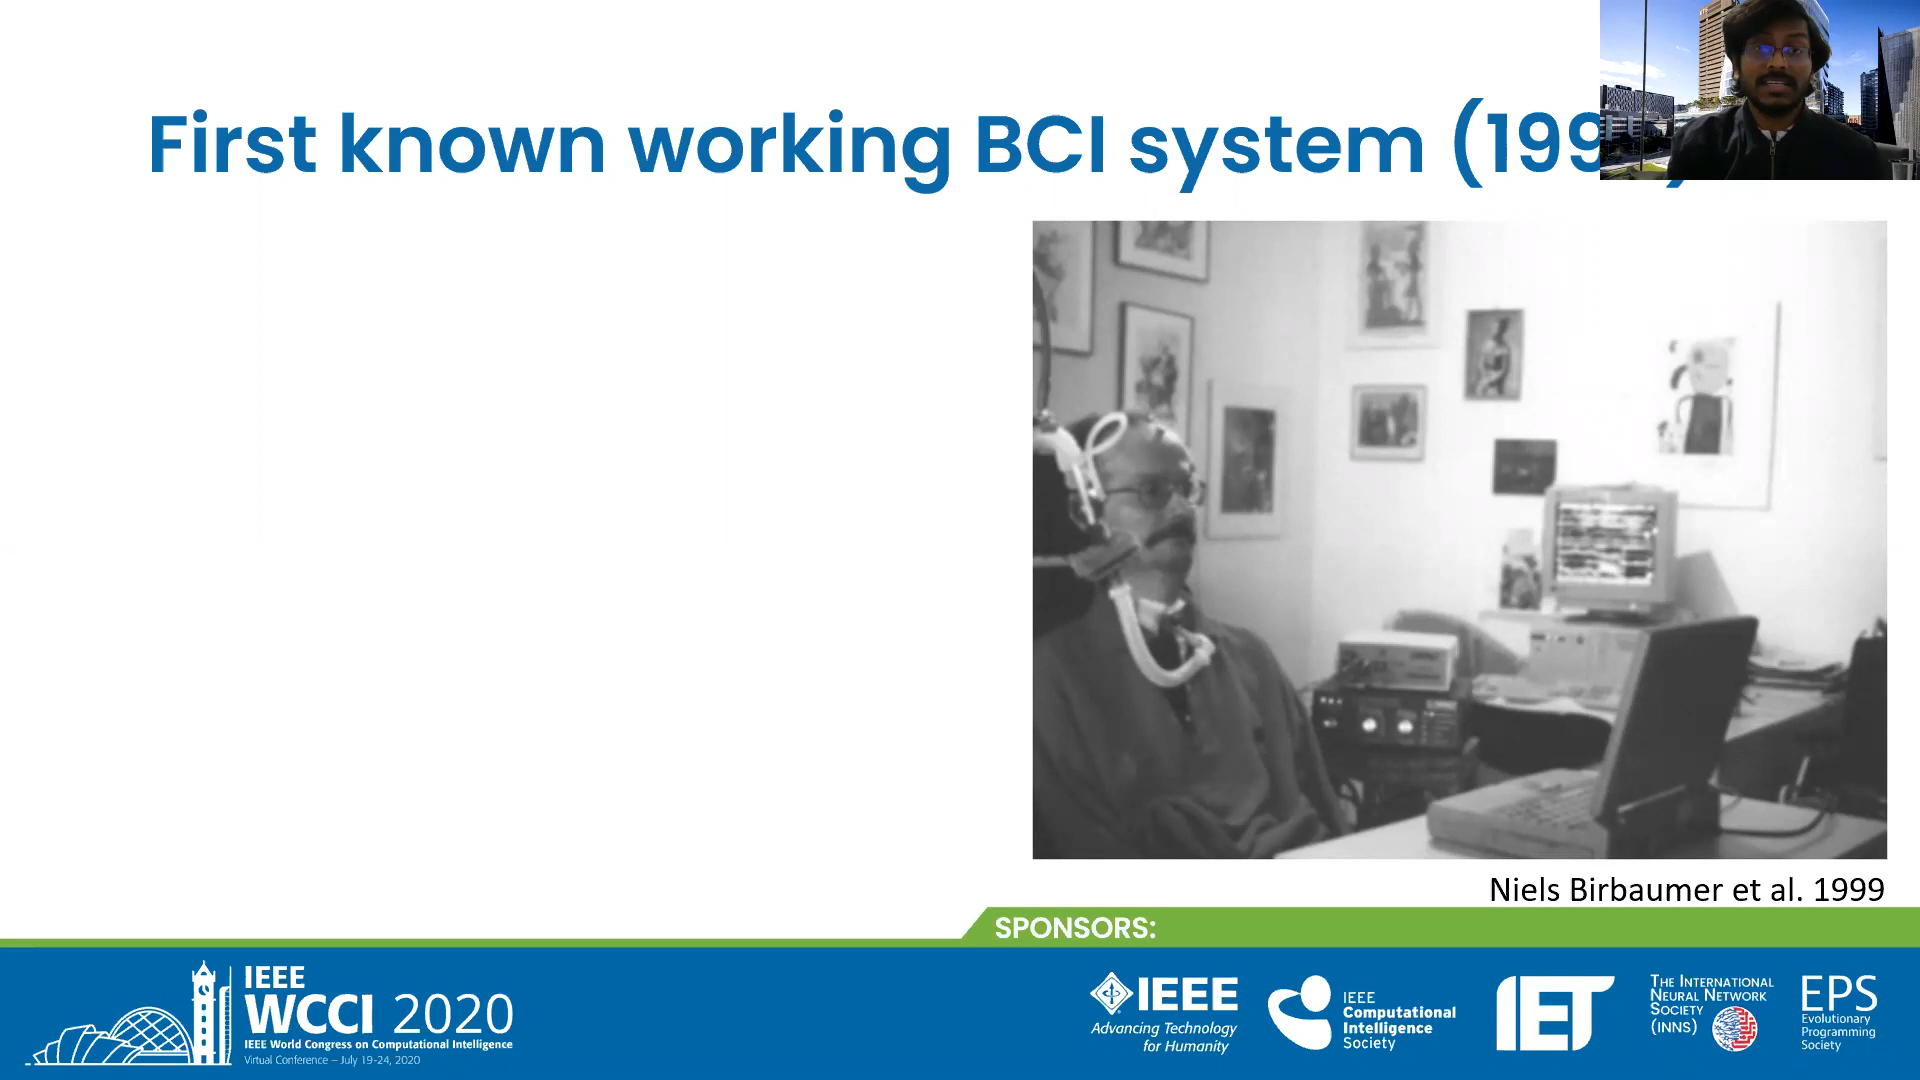 First known working BCI system (199
Niels Birbaumer et al. 1999
SPONSORS:
IEEE
WCCI 2020
IEEE World Congress on Computational Intelligence
Virtual Conference – July 19-24, 2020
IEEE
Advancing Technology
for Humanity
IEEE
Computational
Intelligence
Society
IET
THE INTERNATIONAL
NEURAL NETWORK
SOCIETY
(INNS)
EPS
Evolutionary
Programming
Society